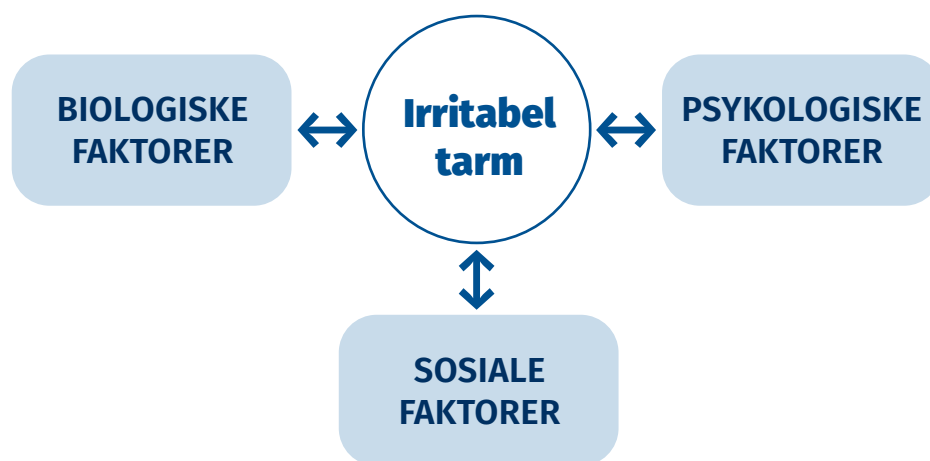 BIOLOGISKE
FAKTORER
Irritabel
tarm
PSYKOLOGISKE
FAKTORER
SOSIALE
FAKTORER